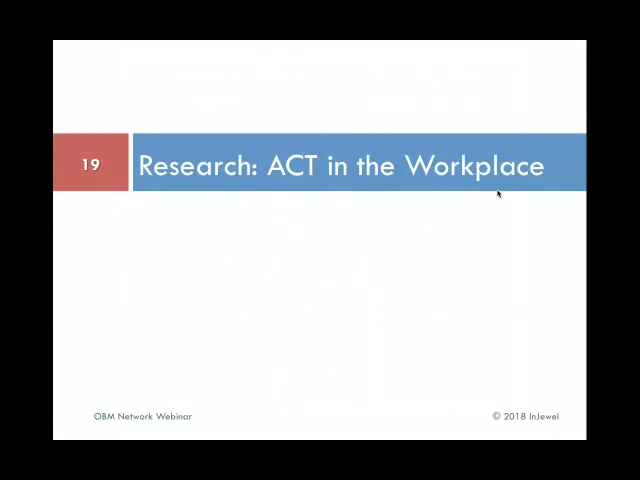 19
Research: ACT in the Workplace
OBM Network Webinar
© 2018 InJewel